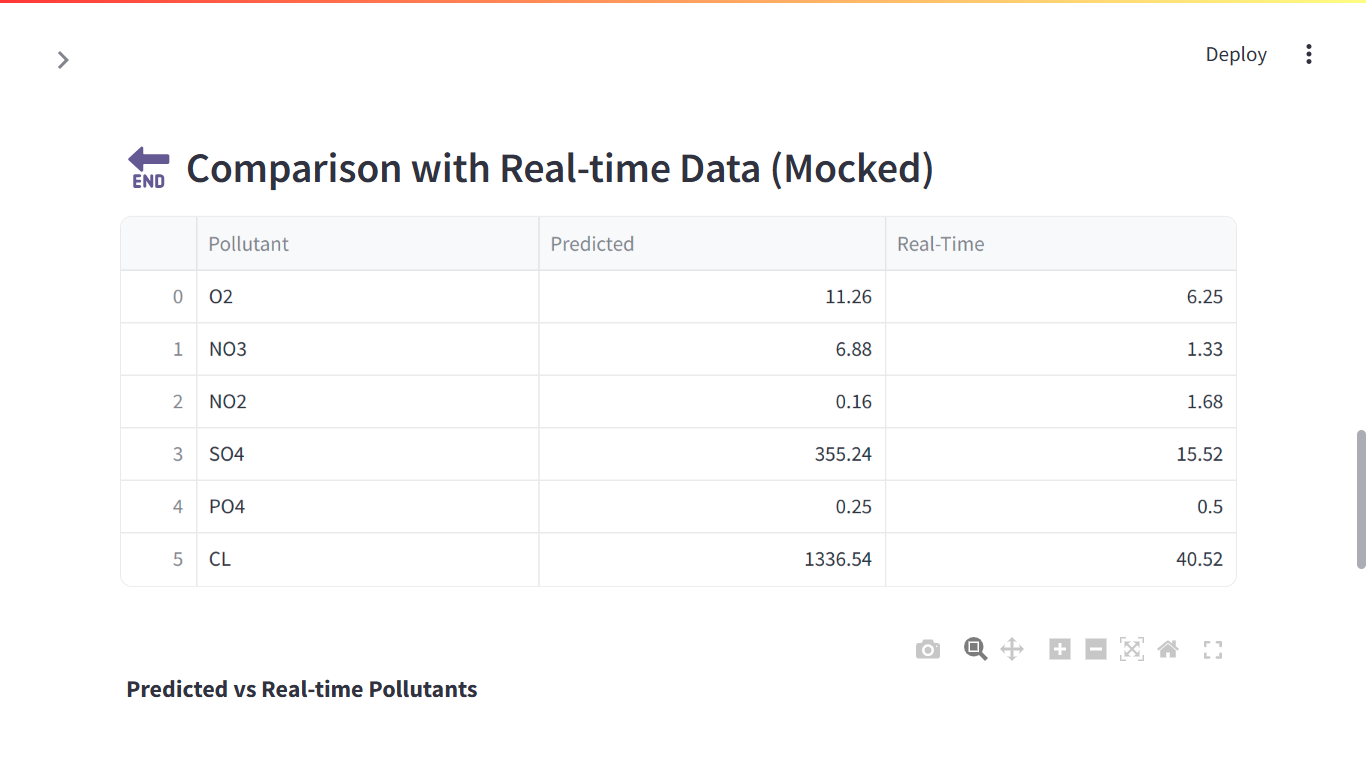 Deploy
END Comparison with Real-time Data (Mocked)
Pollutant Predicted Real-Time
0 O2 11.26 6.25
1 NO3 6.88 1.33
2 NO2 0.16 1.68
3 SO4 355.24 15.52
4 PO4 0.25 0.5
5 CL 1336.54 40.52
Predicted vs Real-time Pollutants